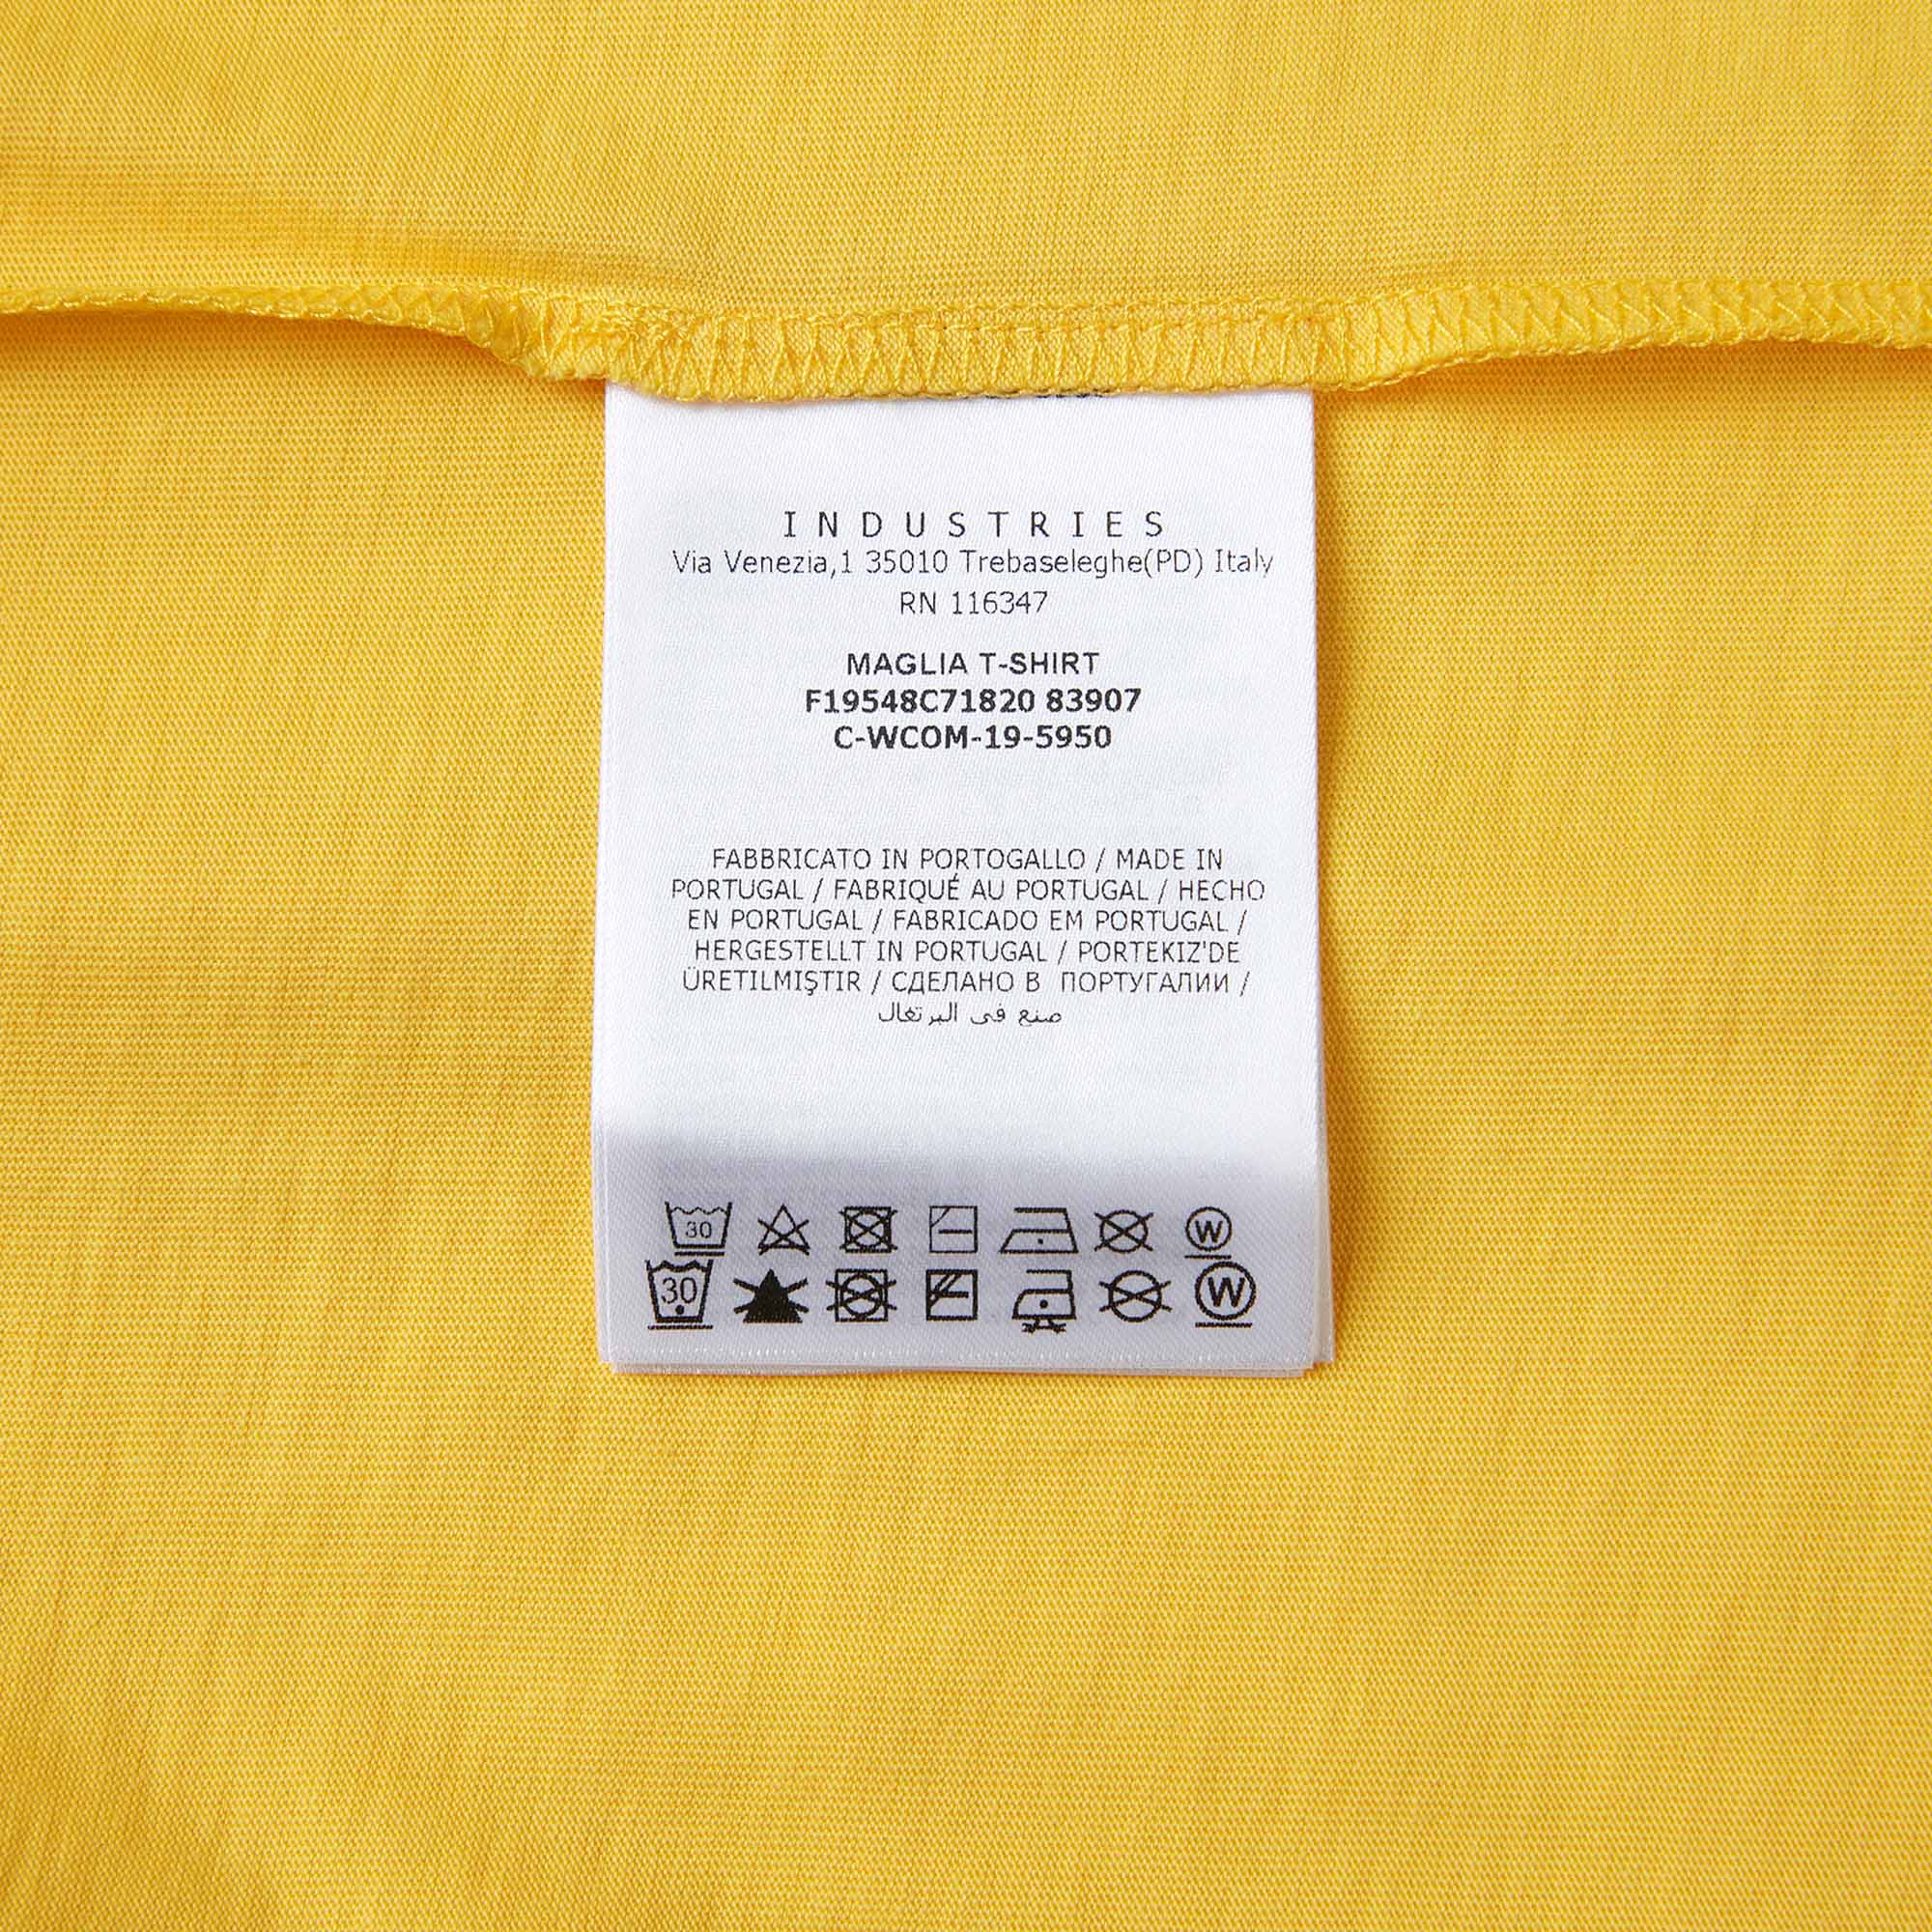 INDUSTRIES
Via Venezia,1 35010 Trebaseleghe(PD) Italy
RN 116347
MAGLIA T-SHIRT
F19548C71820 83907
C-WCOM-19-5950
FABBRICATO IN PORTOGALLO / MADE IN
PORTUGAL / FABRIQUÉ AU PORTUGAL / HECHO
EN PORTUGAL / FABRICADO EM PORTUGAL /
HERGESTELLT IN PORTUGAL / PORTEKIZ'DE
ÜRETILMIŞTIR / СДЕЛАНО В ПОРТУГАЛИИ /
صنع في البرتغال
30 W
30 W